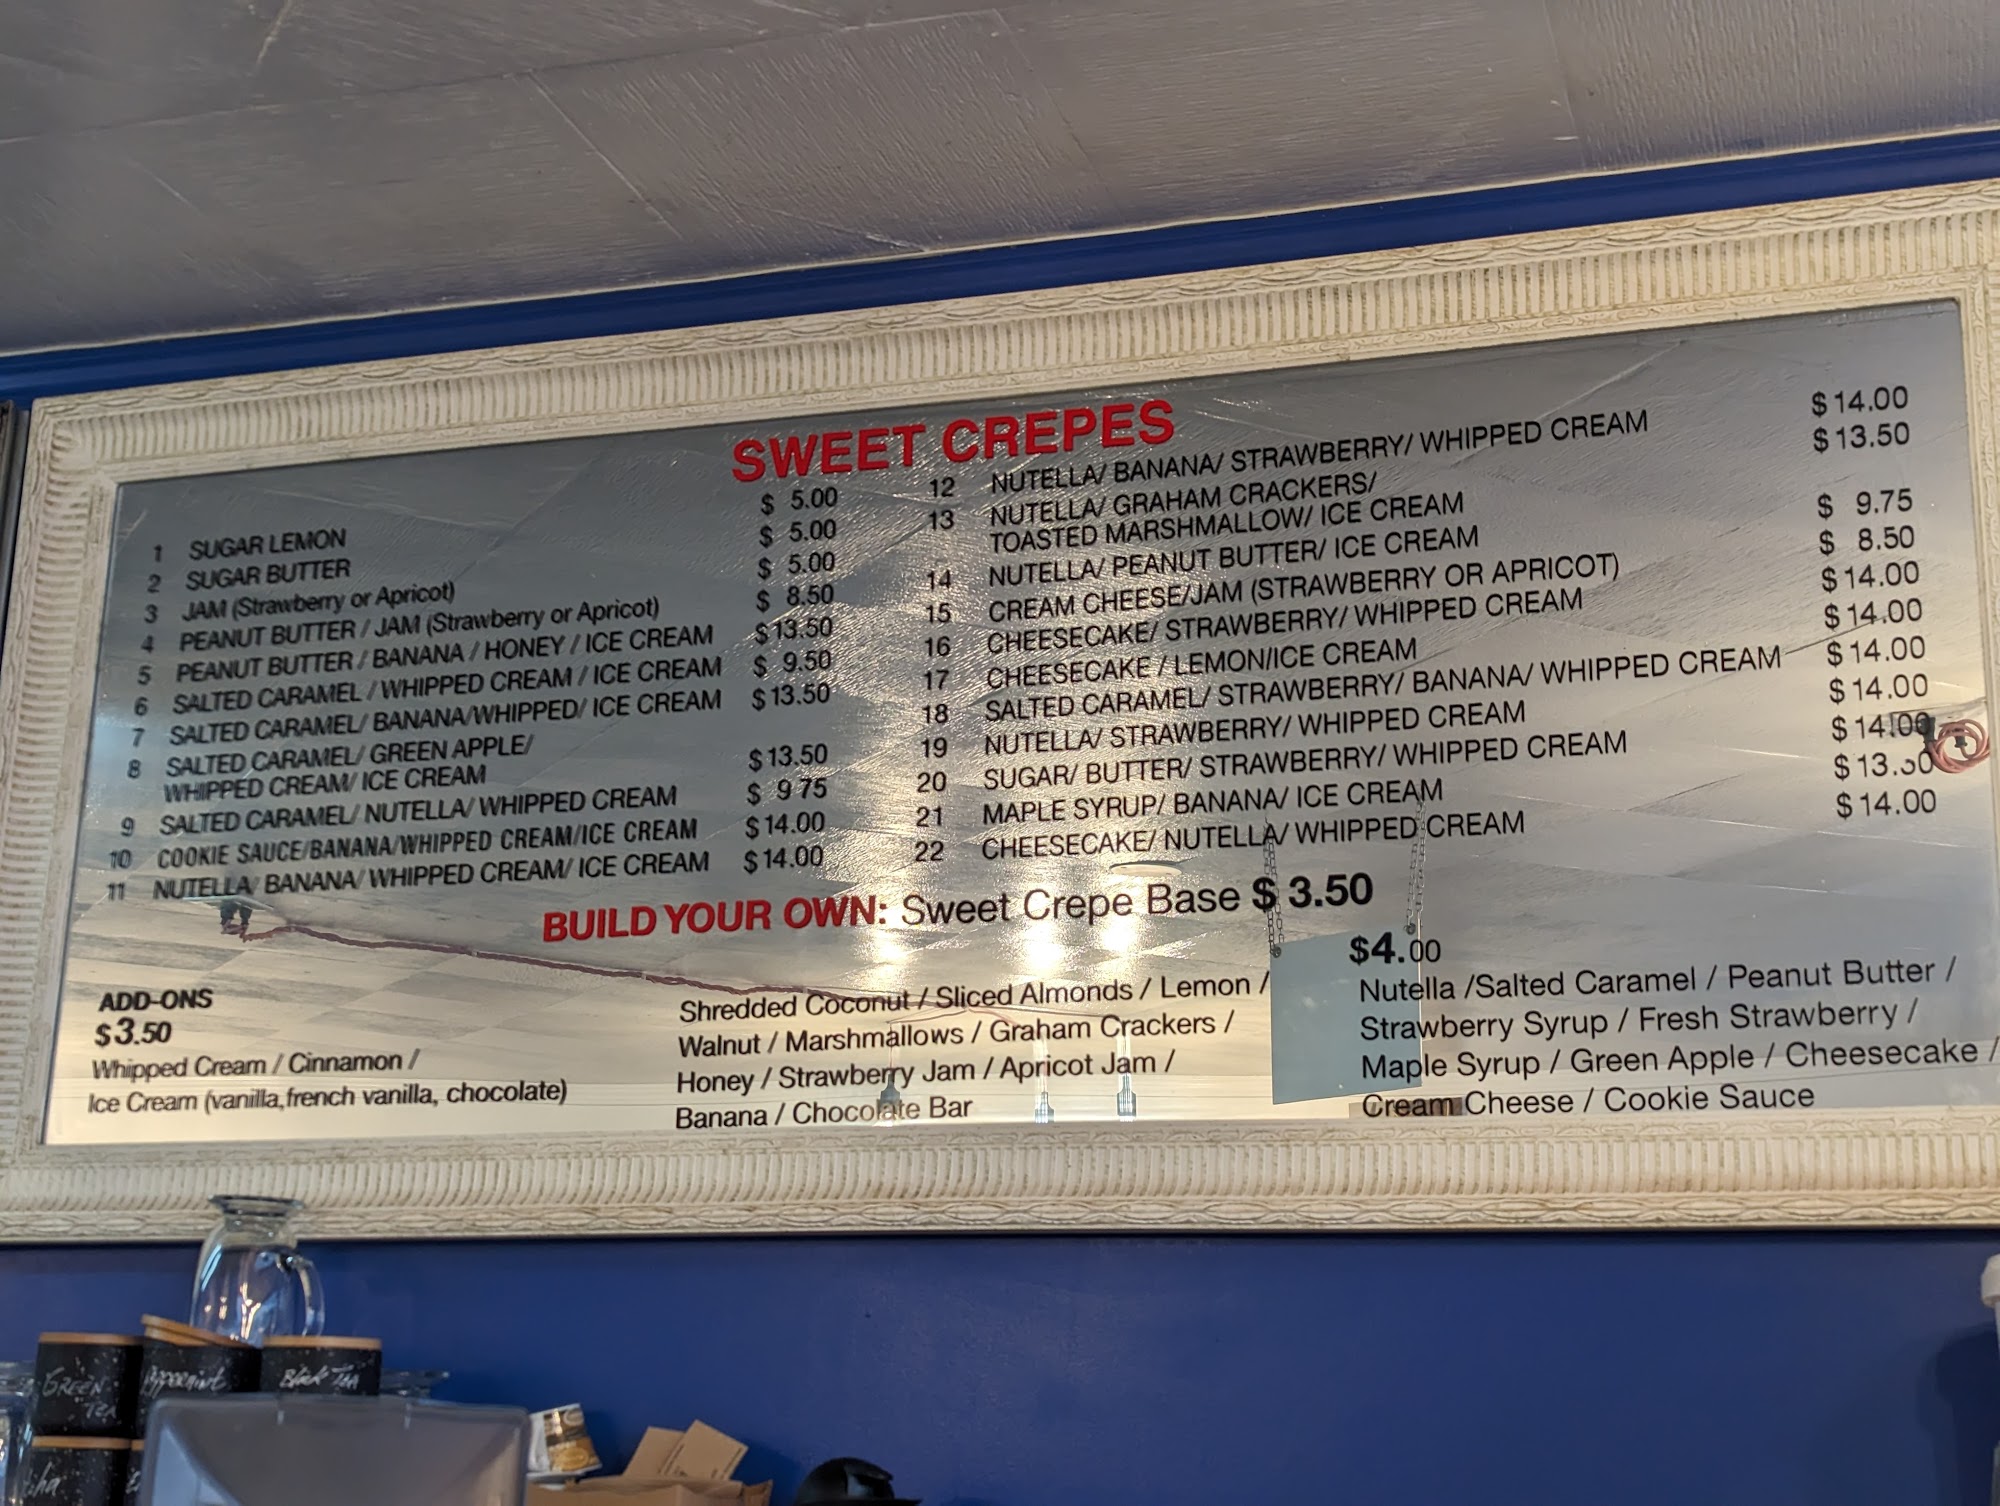 SWEET CREPES
1 SUGAR LEMON $ 5.00
2 SUGAR BUTTER $ 5.00
3 JAM (Strawberry or Apricot) $ 5.00
4 PEANUT BUTTER / JAM (Strawberry or Apricot) $ 8.50
5 PEANUT BUTTER / BANANA / HONEY / ICE CREAM $ 13.50
6 SALTED CARAMEL / WHIPPED CREAM / ICE CREAM $ 9.50
7 SALTED CARAMEL/ BANANA/WHIPPED/ ICE CREAM $ 13.50
8 SALTED CARAMEL/ GREEN APPLE/
WHIPPED CREAM/ ICE CREAM $ 13.50
9 SALTED CARAMEL/ NUTELLA/ WHIPPED CREAM $ 9 75
10 COOKIE SAUCE/BANANA/WHIPPED CREAM/ICE CREAM $ 14.00
11 NUTELLA/ BANANA/ WHIPPED CREAM/ ICE CREAM $ 14.00
12 NUTELLA/ BANANA/ STRAWBERRY/ WHIPPED CREAM $ 14.00
13 NUTELLA/ GRAHAM CRACKERS/ $ 13.50
TOASTED MARSHMALLOW/ ICE CREAM
14 NUTELLA/ PEANUT BUTTER/ ICE CREAM $ 9.75
15 CREAM CHEESE/JAM (STRAWBERRY OR APRICOT) $ 8.50
16 CHEESECAKE/ STRAWBERRY/ WHIPPED CREAM $ 14.00
17 CHEESECAKE / LEMON/ICE CREAM $ 14.00
18 SALTED CARAMEL/ STRAWBERRY/ BANANA/ WHIPPED CREAM $ 14.00
19 NUTELLA/ STRAWBERRY/ WHIPPED CREAM $ 14.00
20 SUGAR/ BUTTER/ STRAWBERRY/ WHIPPED CREAM $ 14.00
21 MAPLE SYRUP/ BANANA/ ICE CREAM $ 13.50
22 CHEESECAKE/ NUTELLA/ WHIPPED CREAM $ 14.00
BUILD YOUR OWN: Sweet Crepe Base $ 3.50
ADD-ONS
$3.50
Whipped Cream / Cinnamon /
Ice Cream (vanilla, french vanilla, chocolate)
Shredded Coconut / Sliced Almonds / Lemon /
Walnut / Marshmallows / Graham Crackers /
Honey / Strawberry Jam / Apricot Jam /
Banana / Chocolate Bar
$4.00
Nutella /Salted Caramel / Peanut Butter /
Strawberry Syrup / Fresh Strawberry /
Maple Syrup / Green Apple / Cheesecake /
Cream Cheese / Cookie Sauce
GREEN
TEA
Peppermint
Black TEA